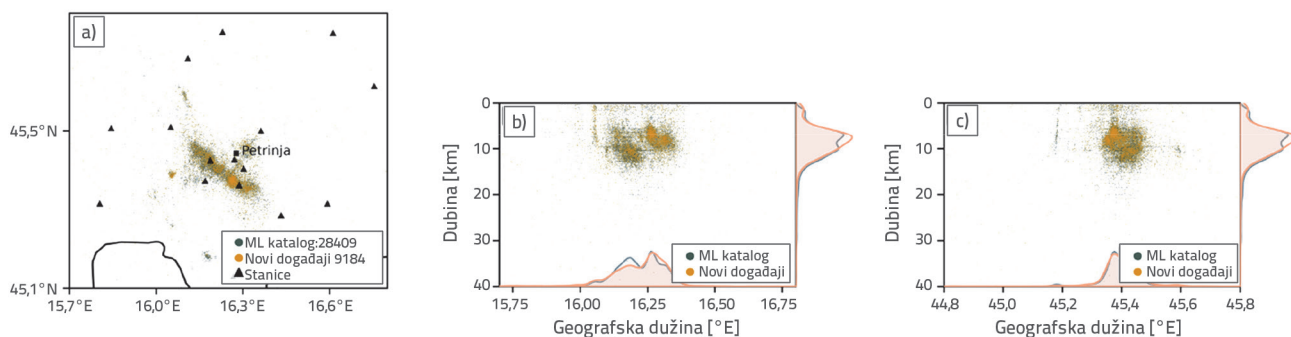 a)
45,5°N
45,1°N
Petrinja
ML katalog:28409
Novi događaji 9184
Stanice
15,7°E 16,0°E 16,3°E 16,6°E
b)
Dubina [km]
0
10
20
30
40
ML katalog
Novi događaji
15,75 16,00 16,25 16,50 16,75
Geografska dužina [°E]
c)
Dubina [km]
0
10
20
30
40
ML katalog
Novi događaji
44,8 45,0 45,2 45,4 45,6 45,8
Geografska dužina [°E]